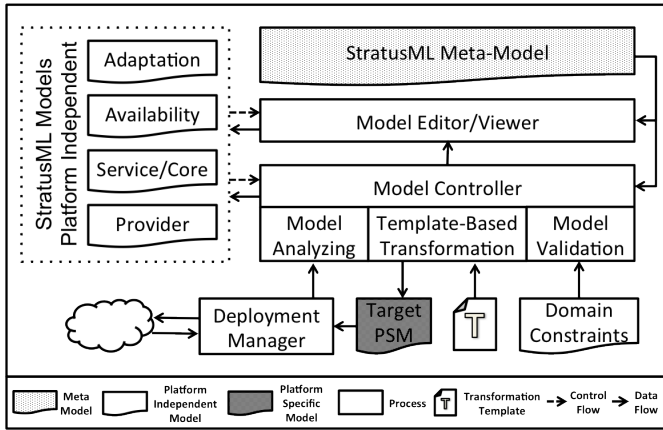 StratusML Models
Platform Independent
Adaptation
Availability
Service/Core
Provider
StratusML Meta-Model
Model Editor/Viewer
Model Controller
Model
Analyzing
Template-Based
Transformation
Model
Validation
Deployment
Manager
Target
PSM
T
Domain
Constraints
Meta
Model
Platform
Independent
Model
Platform
Specific
Model
Process
T
Transformation
Template
Control
Flow
Data
Flow